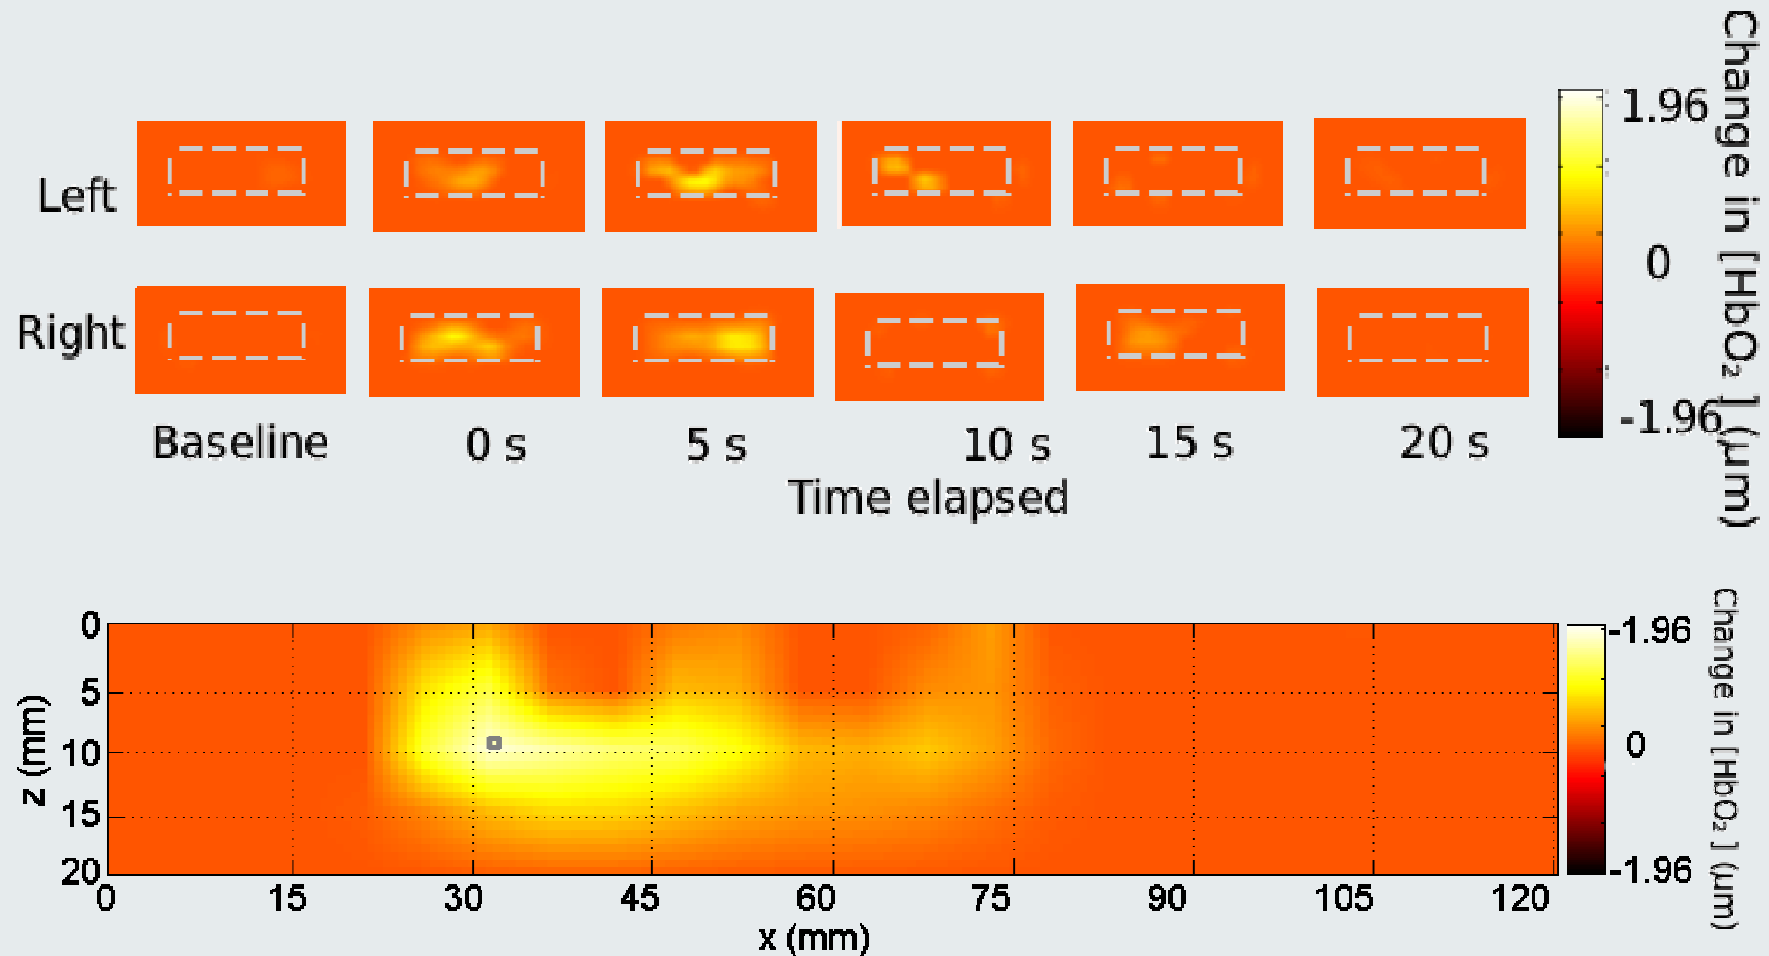 Change in [HbO₂ ] (μm)
1.96
0
-1.96
Left
Right
Baseline 0 s 5 s 10 s 15 s 20 s
Time elapsed
0
5
10
15
20
z (mm)
0 15 30 45 60 75 90 105 120
x (mm)
-1.96
0
-1.96
Change in [HbO₂ ] (μm)